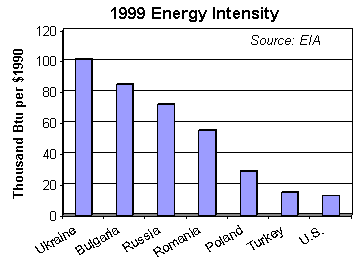 1999 Energy Intensity
Source: EIA
Thousand Btu per $1990
120
100
80
60
40
20
0
Ukraine
Bulgaria
Russia
Romania
Poland
Turkey
U.S.